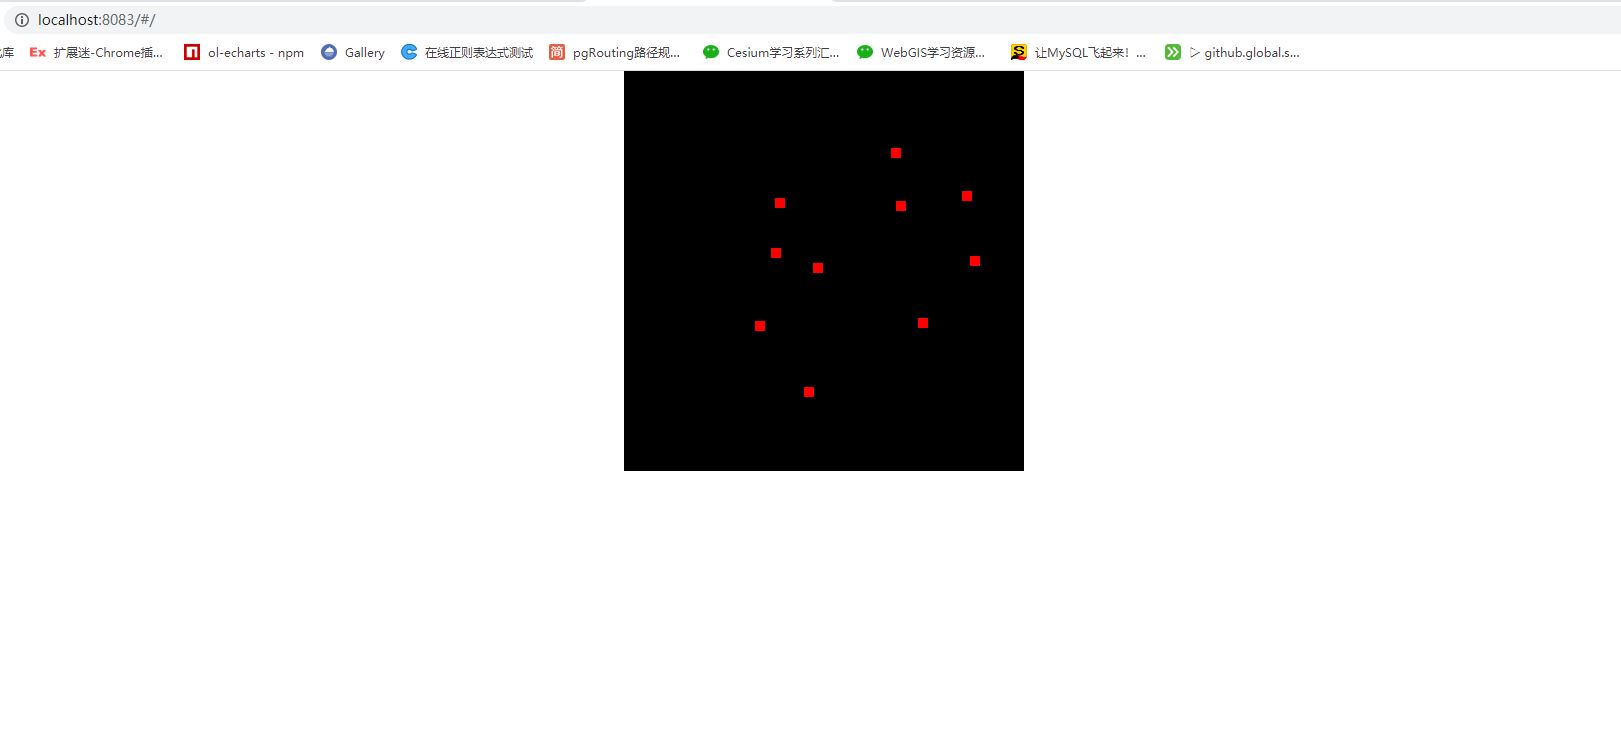 localhost:8083/#/
库 Ex 扩展迷-Chrome插... ol-echarts - npm Gallery 在线正则表达式测试 简 pgRouting路径规... Cesium学习系列汇... WebGIS学习资源... S 让MySQL飞起来！... ▷ github.global.s...